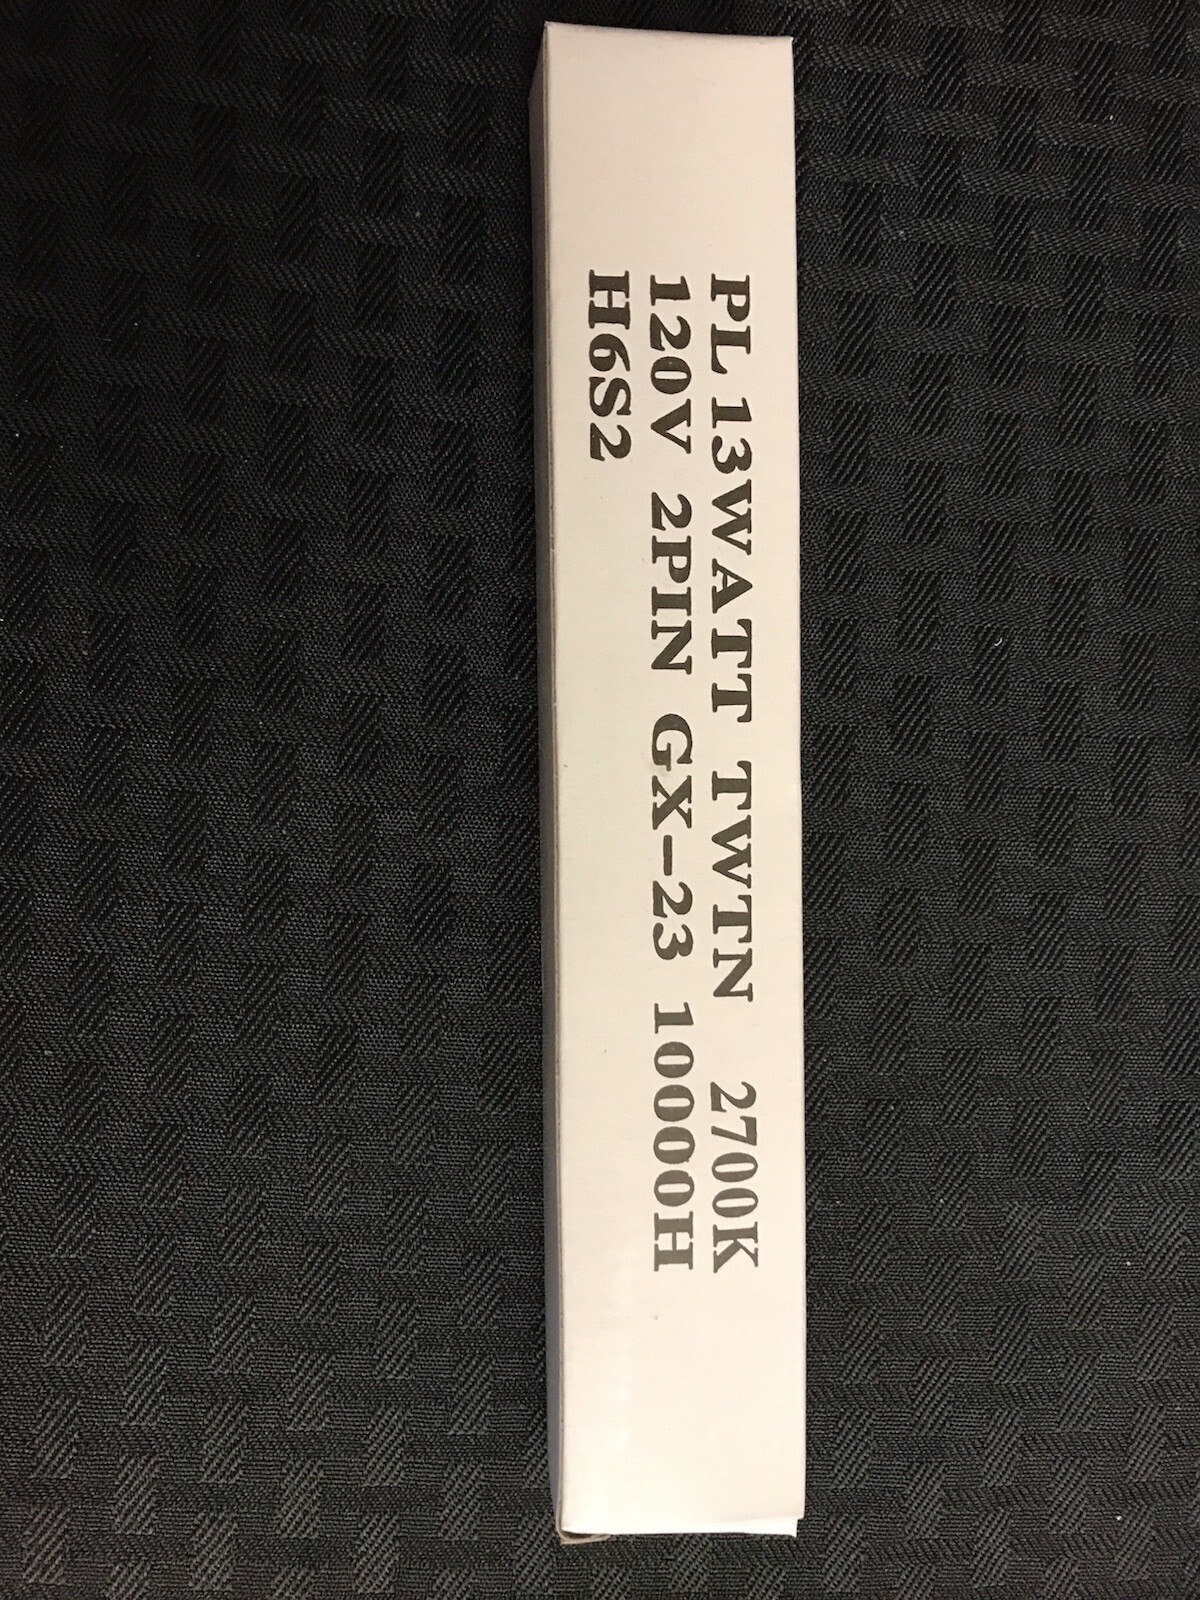 PL 13WATT TWTN 2700K
120V 2PIN GX-23 10000H
H6S2